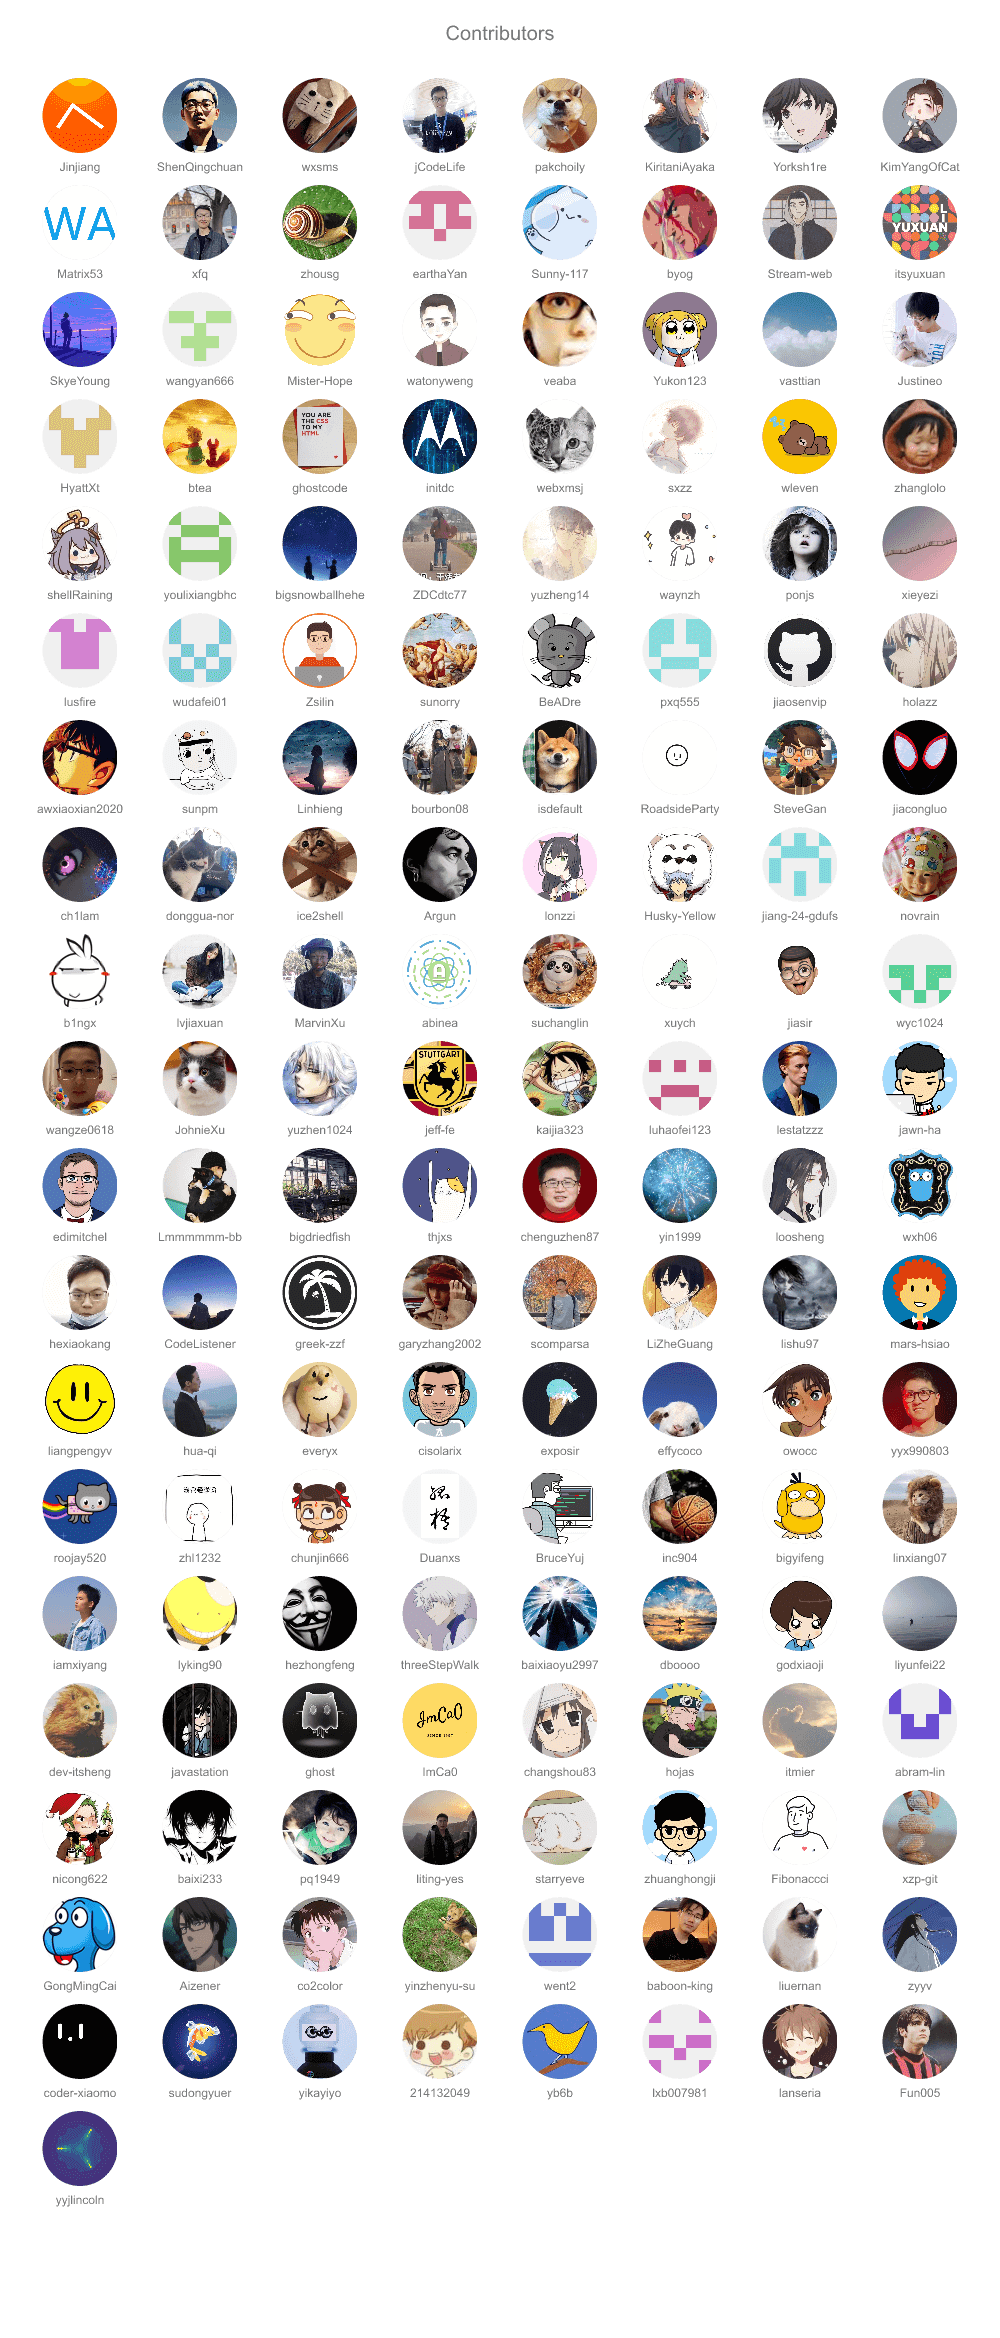 Contributors
Jinjiang ShenQingchuan wxsms jCodeLife pakchoily KiritaniAyaka Yorksh1re KimYangOfCat
WA
LI
YUXUAN
Matrix53 xfq zhousg earthaYan Sunny-117 byog Stream-web itsyuxuan
SkyeYoung wangyan666 Mister-Hope watonyweng veaba Yukon123 vasttian Justineo
YOU ARE
THE CSS
TO MY
HTML
HyattXt btea ghostcode initdc webxmsj sxzz wleven zhanglolo
shellRaining youlixiangbhc bigsnowballhehe ZDCdtc77 yuzheng14 waynzh ponjs xieyezi
lusfire wudafei01 Zsilin sunorry BeADre pxq555 jiaosenvip holazz
awxiaoxian2020 sunpm Linhieng bourbon08 isdefault RoadsideParty SteveGan jiacongluo
ch1lam donggua-nor ice2shell Argun lonzzi Husky-Yellow jiang-24-gdufs novrain
A
b1ngx lvjiaxuan MarvinXu abinea suchanglin xuych jiasir wyc1024
STUTTGART
wangze0618 JohnieXu yuzhen1024 jeff-fe kaijia323 luhaofei123 lestatzzz jawn-ha
edimitchel Lmmmmmm-bb bigdriedfish thjxs chenguzhen87 yin1999 loosheng wxh06
hexiaokang CodeListener greek-zzf garyzhang2002 scomparsa LiZheGuang lishu97 mars-hsiao
liangpengyv hua-qi everyx cisolarix exposir effycoco owocc yyx990803
roojay520 zhl1232 chunjin666 Duanxs BruceYuj inc904 bigyifeng linxiang07
iamxiyang lyking90 hezhongfeng threeStepWalk baixiaoyu2997 dboooo godxiaoji liyunfei22
JmCaO
dev-itsheng javastation ghost ImCa0 changshou83 hojas itmier abram-lin
nicong622 baixi233 pq1949 liting-yes starryeve zhuanghongji Fibonaccci xzp-git
GongMingCai Aizener co2color yinzhenyu-su went2 baboon-king liuernan zyyv
coder-xiaomo sudongyuer yikayiyo 214132049 yb6b lxb007981 lanseria Fun005
yyjlincoln